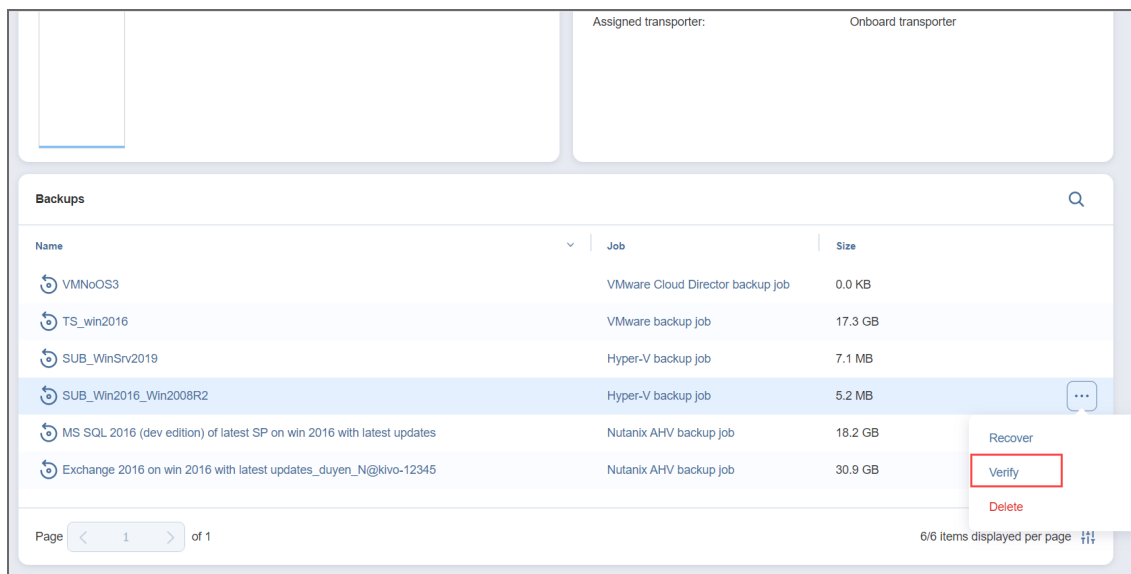 Assigned transporter: Onboard transporter
Backups
Name Job Size
VMNoOS3 VMware Cloud Director backup job 0.0 KB
TS_win2016 VMware backup job 17.3 GB
SUB_WinSrv2019 Hyper-V backup job 7.1 MB
SUB_Win2016_Win2008R2 Hyper-V backup job 5.2 MB
MS SQL 2016 (dev edition) of latest SP on win 2016 with latest updates Nutanix AHV backup job 18.2 GB
Recover
Exchange 2016 on win 2016 with latest updates_duyen_N@kivo-12345 Nutanix AHV backup job 30.9 GB
Verify
Delete
Page 1 of 1 6/6 items displayed per page